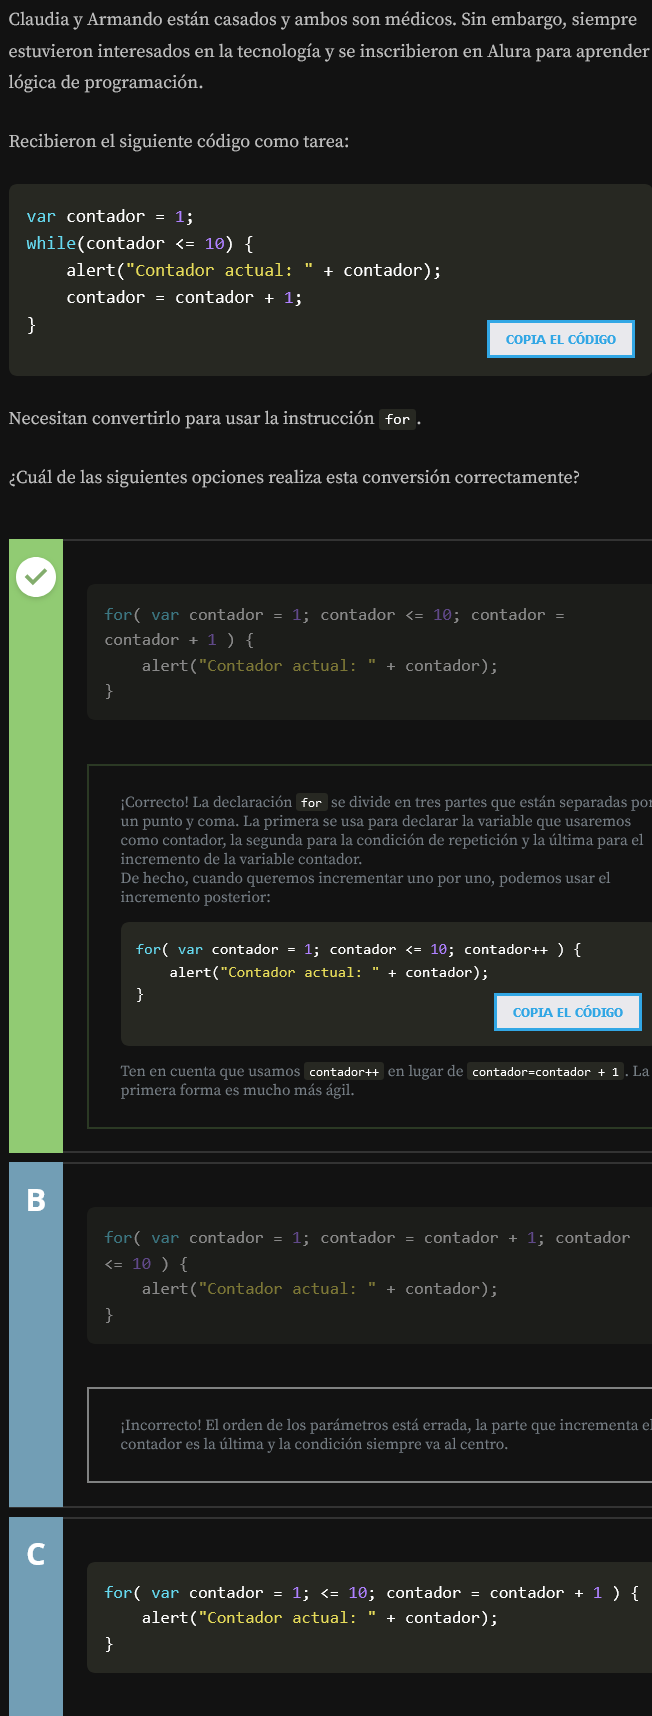 Claudia y Armando están casados y ambos son médicos. Sin embargo, siempre
estuvieron interesados en la tecnología y se inscribieron en Alura para aprender
lógica de programación.
Recibieron el siguiente código como tarea:
var contador = 1;
while(contador <= 10) {
    alert("Contador actual: " + contador);
    contador = contador + 1;
}
COPIA EL CÓDIGO
Necesitan convertirlo para usar la instrucción for.
¿Cuál de las siguientes opciones realiza esta conversión correctamente?
for( var contador = 1; contador <= 10; contador =
contador + 1 ) {
    alert("Contador actual: " + contador);
}
¡Correcto! La declaración for se divide en tres partes que están separadas por
un punto y coma. La primera se usa para declarar la variable que usaremos
como contador, la segunda para la condición de repetición y la última para el
incremento de la variable contador.
De hecho, cuando queremos incrementar uno por uno, podemos usar el
incremento posterior:
for( var contador = 1; contador <= 10; contador++ ) {
    alert("Contador actual: " + contador);
}
COPIA EL CÓDIGO
Ten en cuenta que usamos contador++ en lugar de contador=contador + 1. La
primera forma es mucho más ágil.
B
for( var contador = 1; contador = contador + 1; contador
<= 10 ) {
    alert("Contador actual: " + contador);
}
¡Incorrecto! El orden de los parámetros está errada, la parte que incrementa el
contador es la última y la condición siempre va al centro.
C
for( var contador = 1; <= 10; contador = contador + 1 ) {
    alert("Contador actual: " + contador);
}